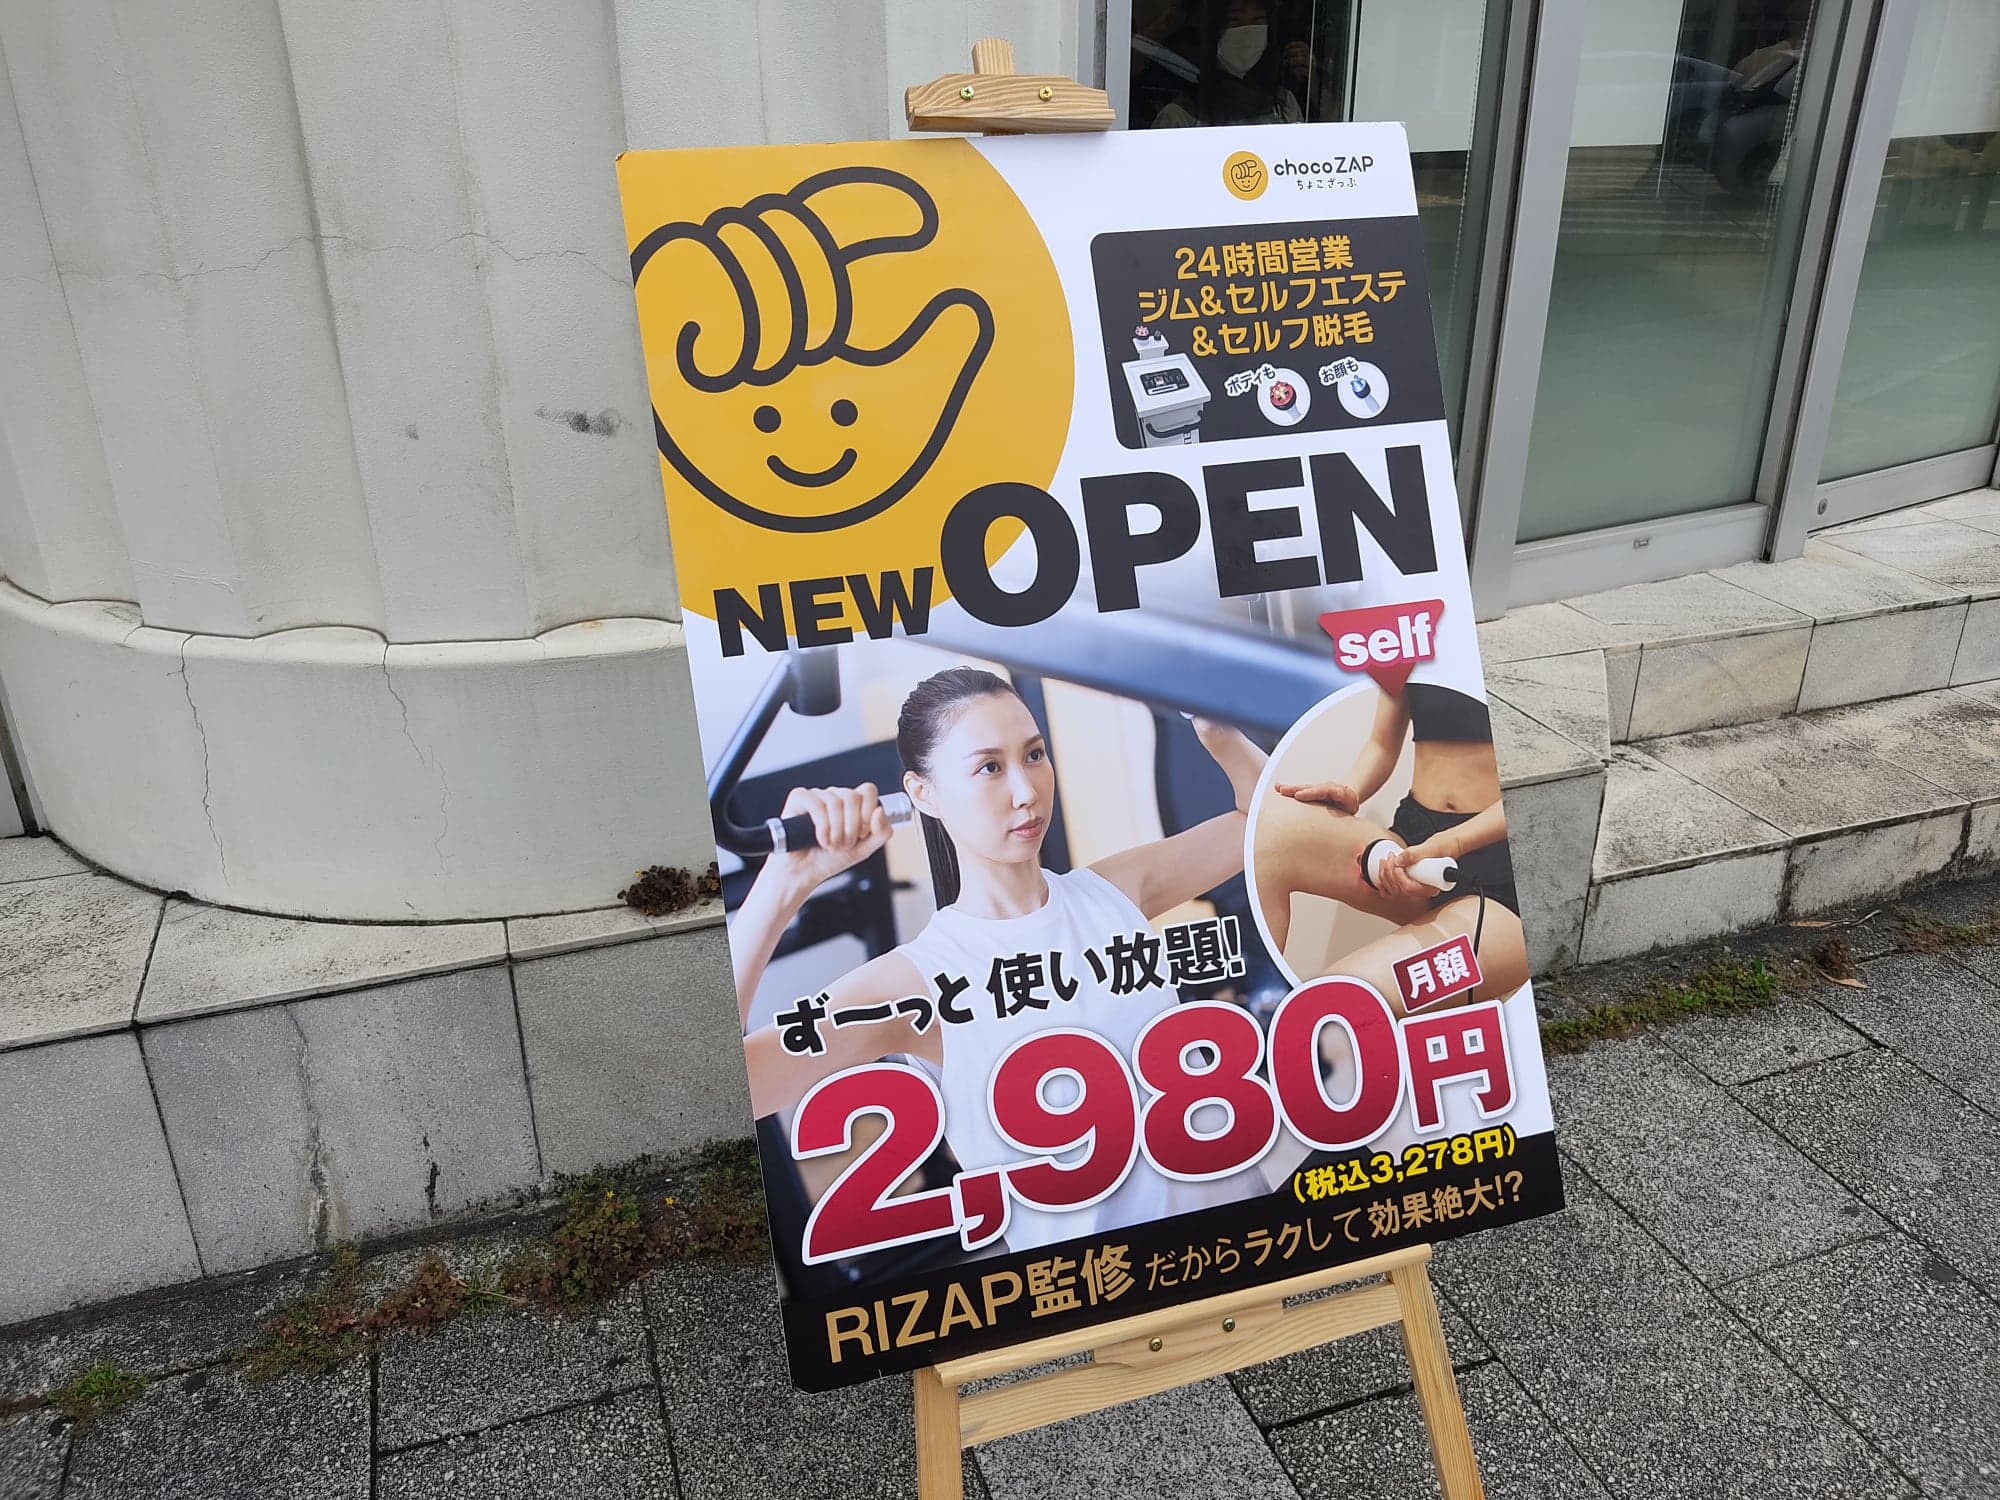 chocoZAP
ちょこざっぷ
24時間営業
ジム&セルフエステ
&セルフ脱毛
ボディも
お顔も
NEW OPEN
self
ずーっと使い放題!
月額
2,980円
(税込3,278円)
RIZAP監修 だからラクして効果絶大!?